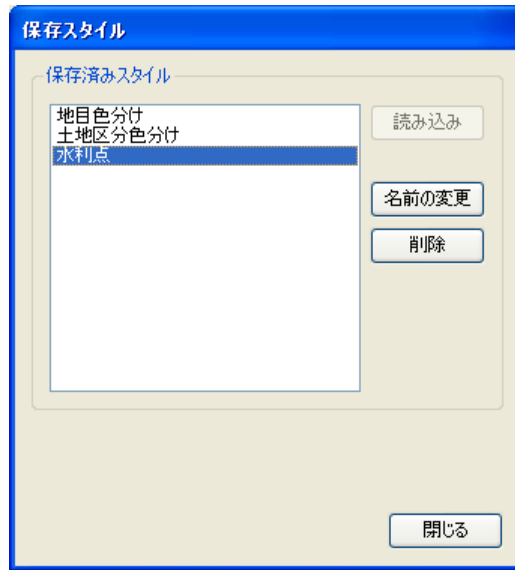 保存スタイル
保存済みスタイル
地目色分け
土地区分色分け
水利点
読み込み
名前の変更
削除
閉じる